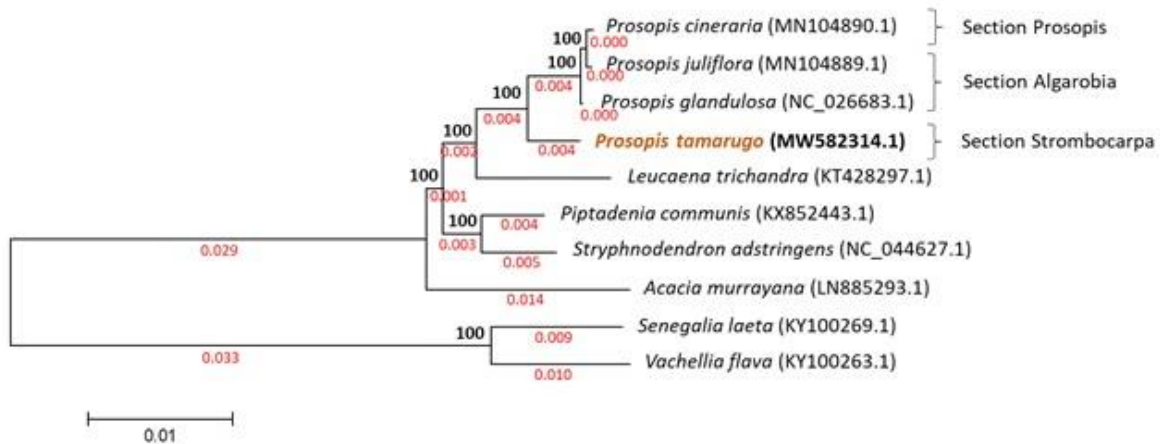 Prosopis cineraria (MN104890.1) Section Prosopis
100
0.000
Prosopis juliflora (MN104889.1)
100
0.000
Section Algarobia
0.004
100
Prosopis glandulosa (NC_026683.1)
0.000
0.004
100
Prosopis tamarugo (MW582314.1) Section Strombocarpa
0.002
0.004
100
Leucaena trichandra (KT428297.1)
0.001
Piptadenia communis (KX852443.1)
100
0.004
0.003
Stryphnodendron adstringens (NC_044627.1)
0.029
0.005
Acacia murrayana (LN885293.1)
0.014
Senegalia laeta (KY100269.1)
100
0.009
0.033
Vachellia flava (KY100263.1)
0.010
0.01